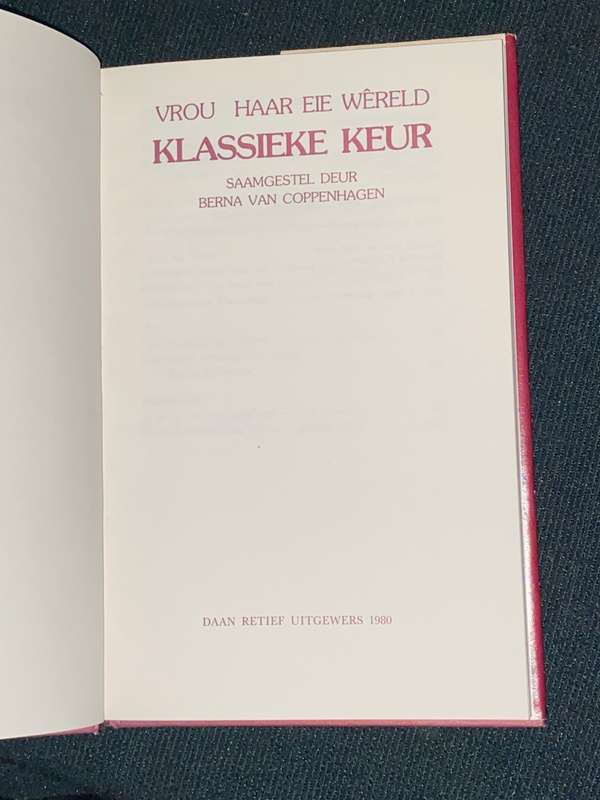 VROU HAAR EIE WÊRELD
KLASSIEKE KEUR
SAAMGESTEL DEUR
BERNA VAN COPPENHAGEN
DAAN RETIEF UITGEWERS 1980